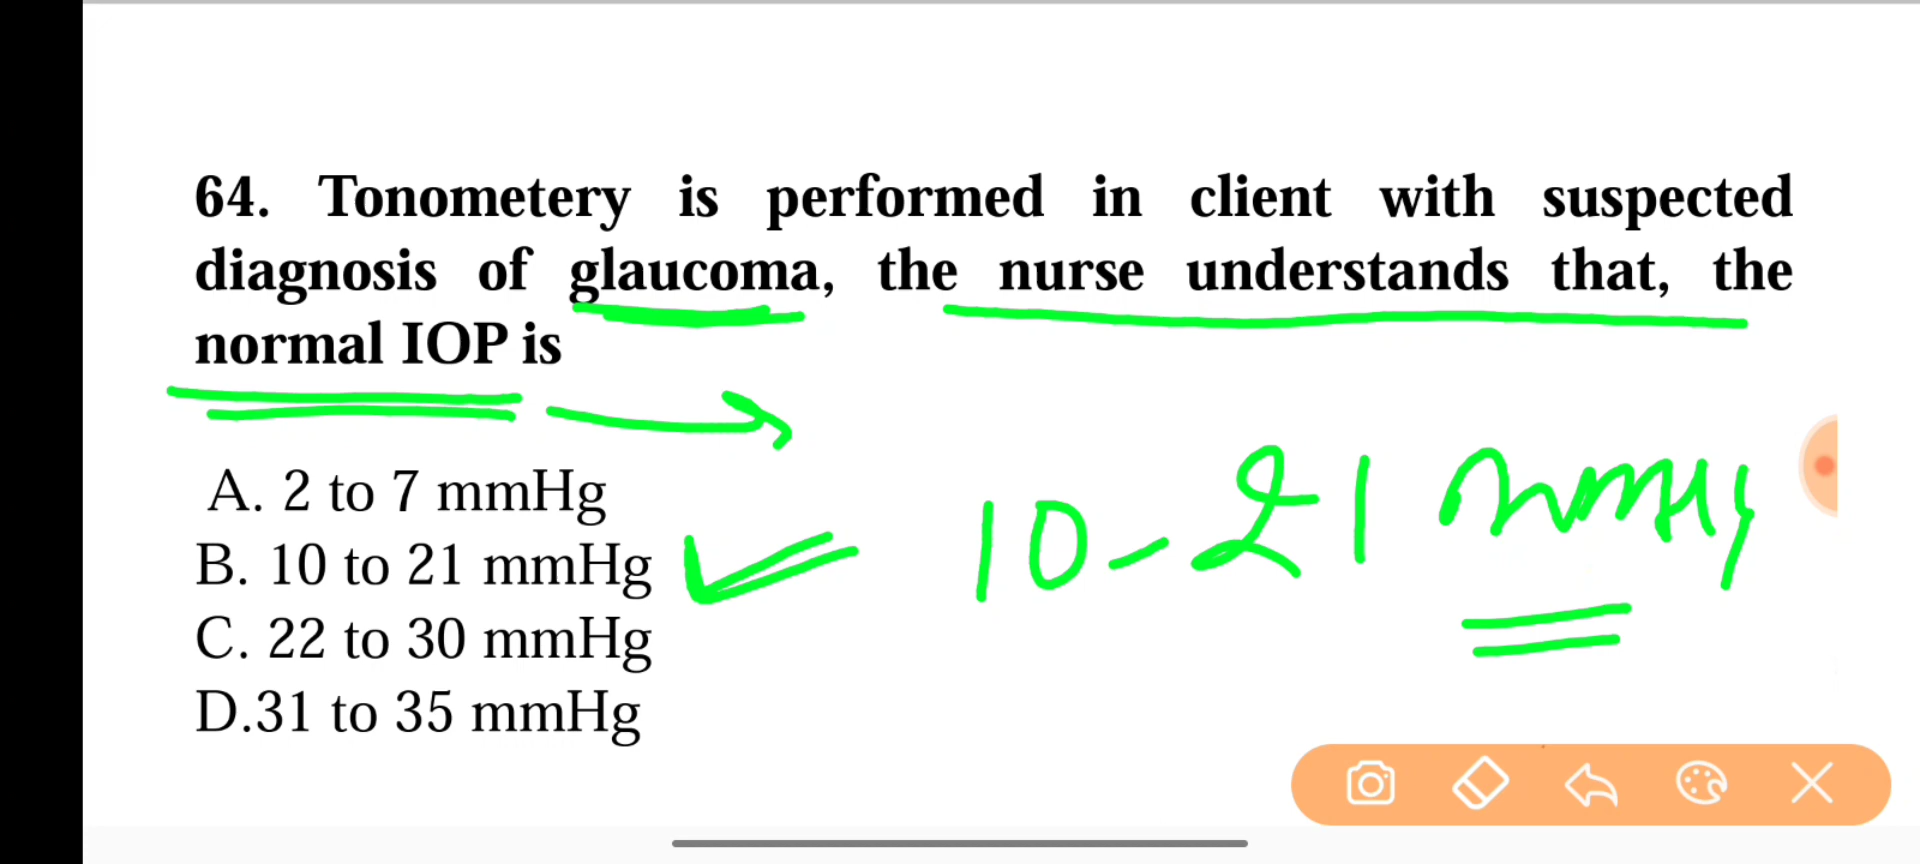 64. Tonometery is performed in client with suspected
diagnosis of glaucoma, the nurse understands that, the
normal IOP is
A. 2 to 7 mmHg
B. 10 to 21 mmHg
C. 22 to 30 mmHg
D.31 to 35 mmHg
10-21 mmHg